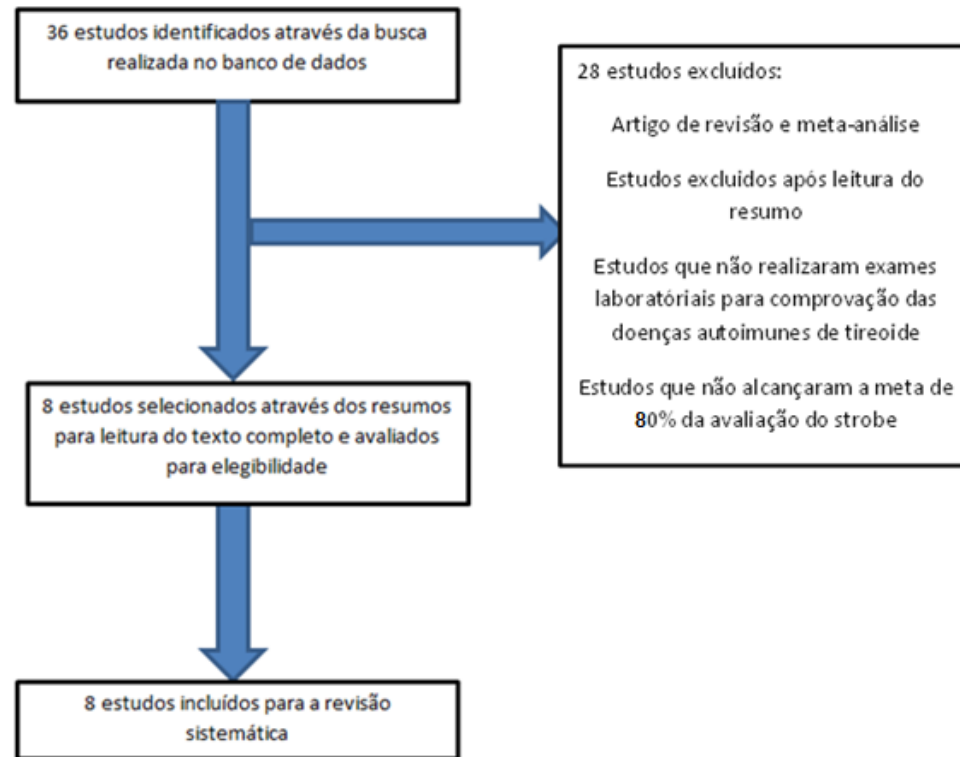 36 estudos identificados através da busca
realizada no banco de dados
28 estudos excluídos:
Artigo de revisão e meta-análise
Estudos excluidos após leitura do
resumo
Estudos que não realizaram exames
laboratóriais para comprovação das
doenças autoimunes de tireoide
Estudos que não alcançaram a meta de
80% da avaliação do strobe
8 estudos selecionados através dos resumos
para leitura do texto completo e avaliados
para elegibilidade
8 estudos incluídos para a revisão
sistemática